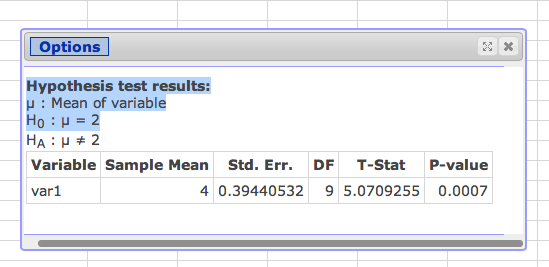 Options
Hypothesis test results:
μ : Mean of variable
H0 : μ = 2
HA : μ ≠ 2
Variable Sample Mean Std. Err. DF T-Stat P-value
var1 4 0.39440532 9 5.0709255 0.0007